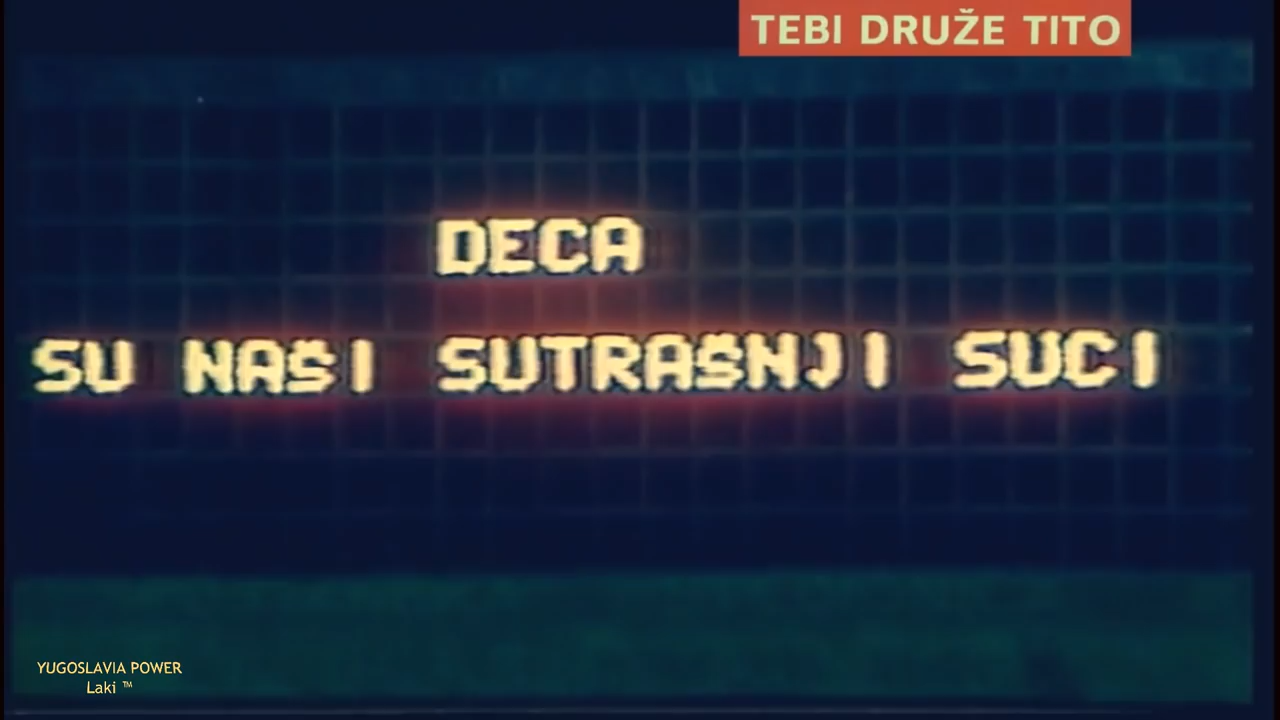 TEBI DRUŽE TITO
DECA
SU NAŠI SUTRAŠNJI SUCI
YUGOSLAVIA POWER
Laki ™